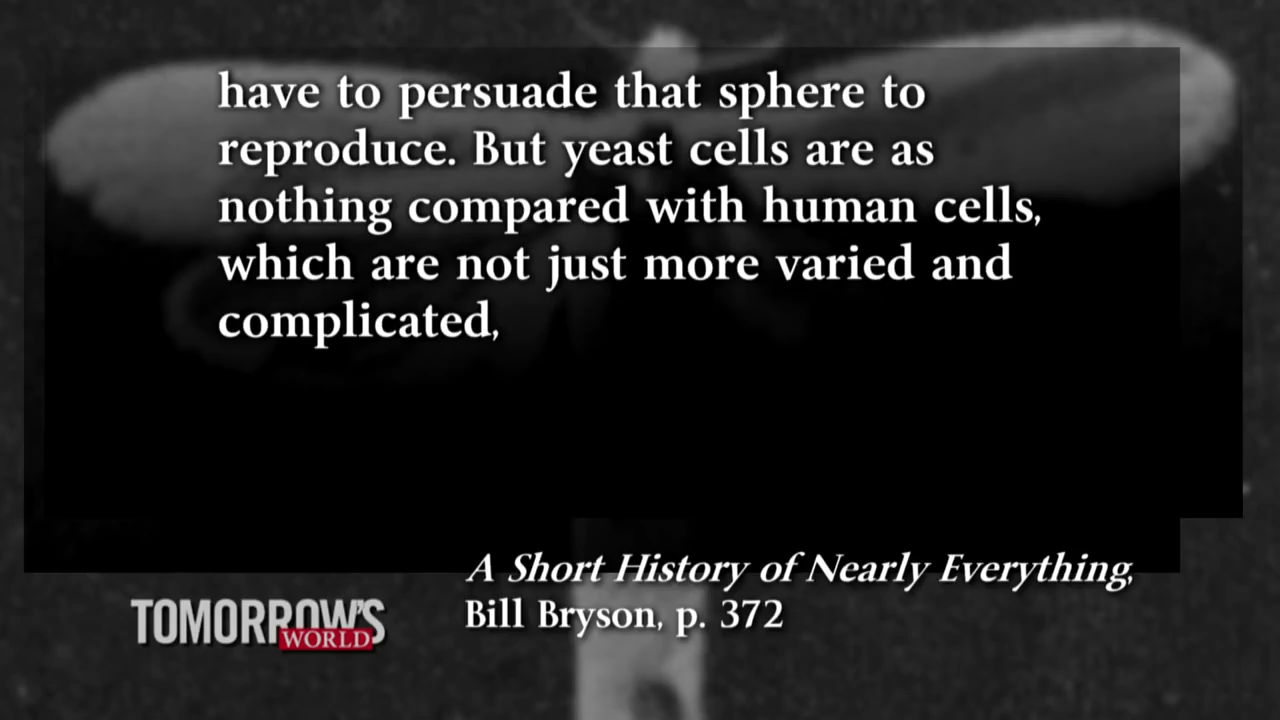 have to persuade that sphere to
reproduce. But yeast cells are as
nothing compared with human cells,
which are not just more varied and
complicated,
A Short History of Nearly Everything,
Bill Bryson, p. 372
TOMORROW'S
WORLD